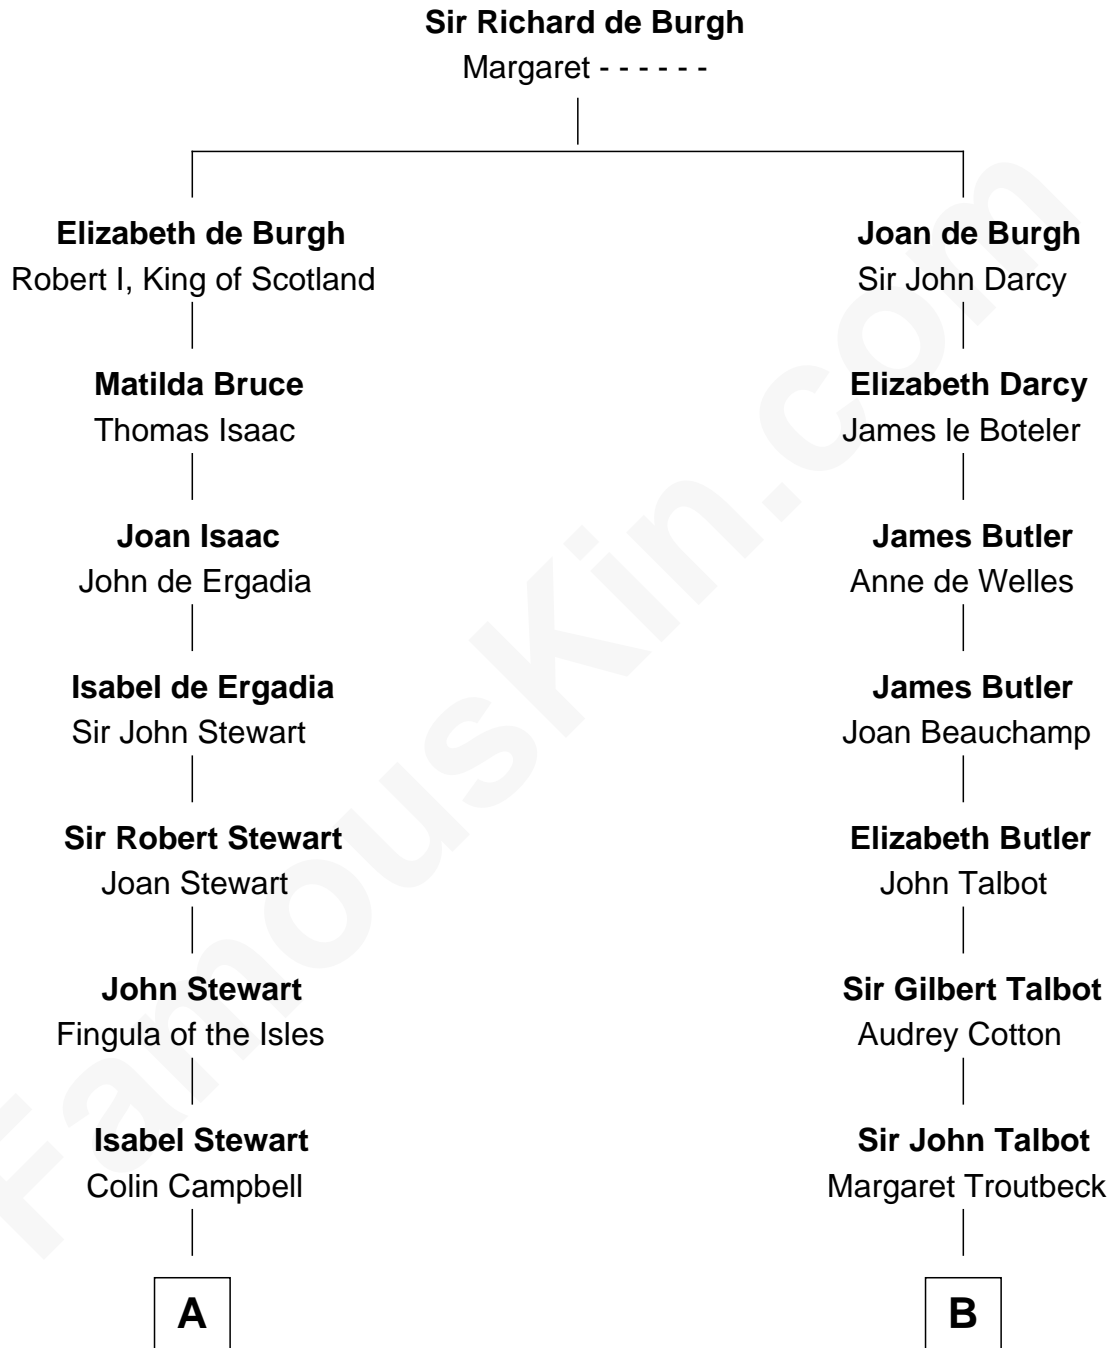 Sir Richard de Burgh
Margaret - - - - - -
Elizabeth de Burgh
Robert I, King of Scotland
Joan de Burgh
Sir John Darcy
Matilda Bruce
Thomas Isaac
Elizabeth Darcy
James le Boteler
Joan Isaac
John de Ergadia
James Butler
Anne de Welles
Isabel de Ergadia
Sir John Stewart
James Butler
Joan Beauchamp
Sir Robert Stewart
Joan Stewart
Elizabeth Butler
John Talbot
John Stewart
Fingula of the Isles
Sir Gilbert Talbot
Audrey Cotton
Isabel Stewart
Colin Campbell
Sir John Talbot
Margaret Troutbeck
A
B
FamousKin.com